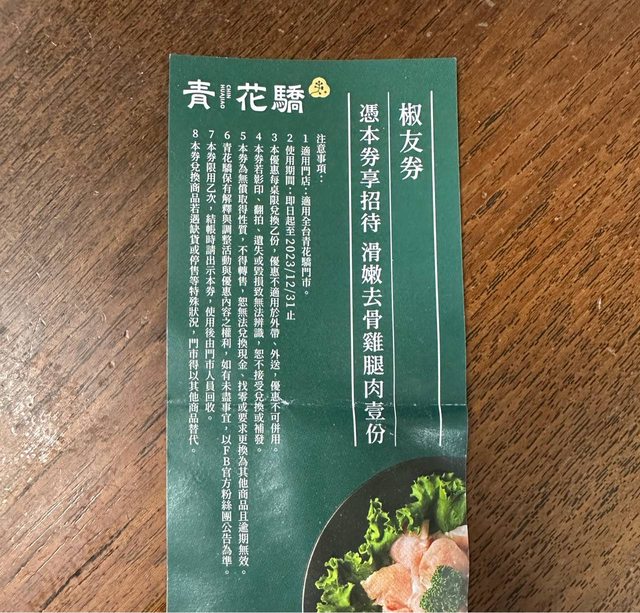 椒友券
憑本券享招待 滑嫩去骨雞腿肉壹份
青花驕
CHIN HUAJIAO
注意事項：
1 適用門店：適用全台青花驕門市。
2 使用期間：即日起至2023/12/31止
3 本優惠每桌限兌換乙份，優惠不適用於外帶、外送，優惠不可併用。
4 本券若影印、翻拍、遺失或毀損致無法辨識，恕不接受兌換或補發。
5 本券為無償取得性質，不得轉售，恕無法兌換現金、找零或要求更換為其他商品且逾期無效。
6 青花驕保有解釋與調整活動與優惠內容之權利，如有未盡事宜，以FB官方粉絲團公告為準。
7 本券限用乙次，結帳時請出示本券，使用後由門市人員回收。
8 本券兌換商品若遇缺貨或停售等特殊狀況，門市得以其他商品替代。